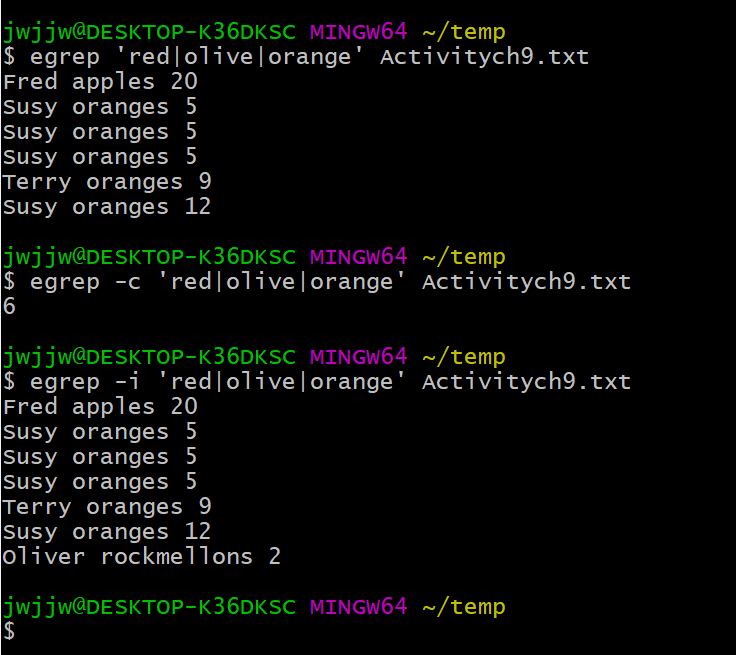 jwjjw@DESKTOP-K36DKSC MINGW64 ~/temp
$ egrep 'red|olive|orange' Activitych9.txt
Fred apples 20
Susy oranges 5
Susy oranges 5
Susy oranges 5
Terry oranges 9
Susy oranges 12
jwjjw@DESKTOP-K36DKSC MINGW64 ~/temp
$ egrep -c 'red|olive|orange' Activitych9.txt
6
jwjjw@DESKTOP-K36DKSC MINGW64 ~/temp
$ egrep -i 'red|olive|orange' Activitych9.txt
Fred apples 20
Susy oranges 5
Susy oranges 5
Susy oranges 5
Terry oranges 9
Susy oranges 12
Oliver rockmellons 2
jwjjw@DESKTOP-K36DKSC MINGW64 ~/temp
$